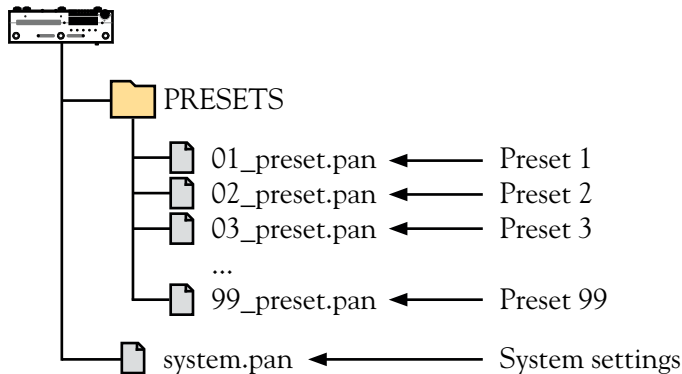 PRESETS
01_preset.pan Preset 1
02_preset.pan Preset 2
03_preset.pan Preset 3
...
99_preset.pan Preset 99
system.pan System settings